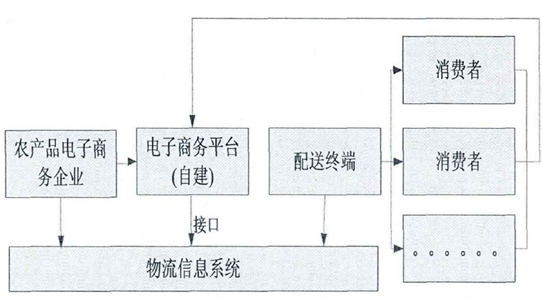 消费者
农产品电子商
务企业
电子商务平台
(自建)
配送终端
消费者
接口
。。。。。。
物流信息系统